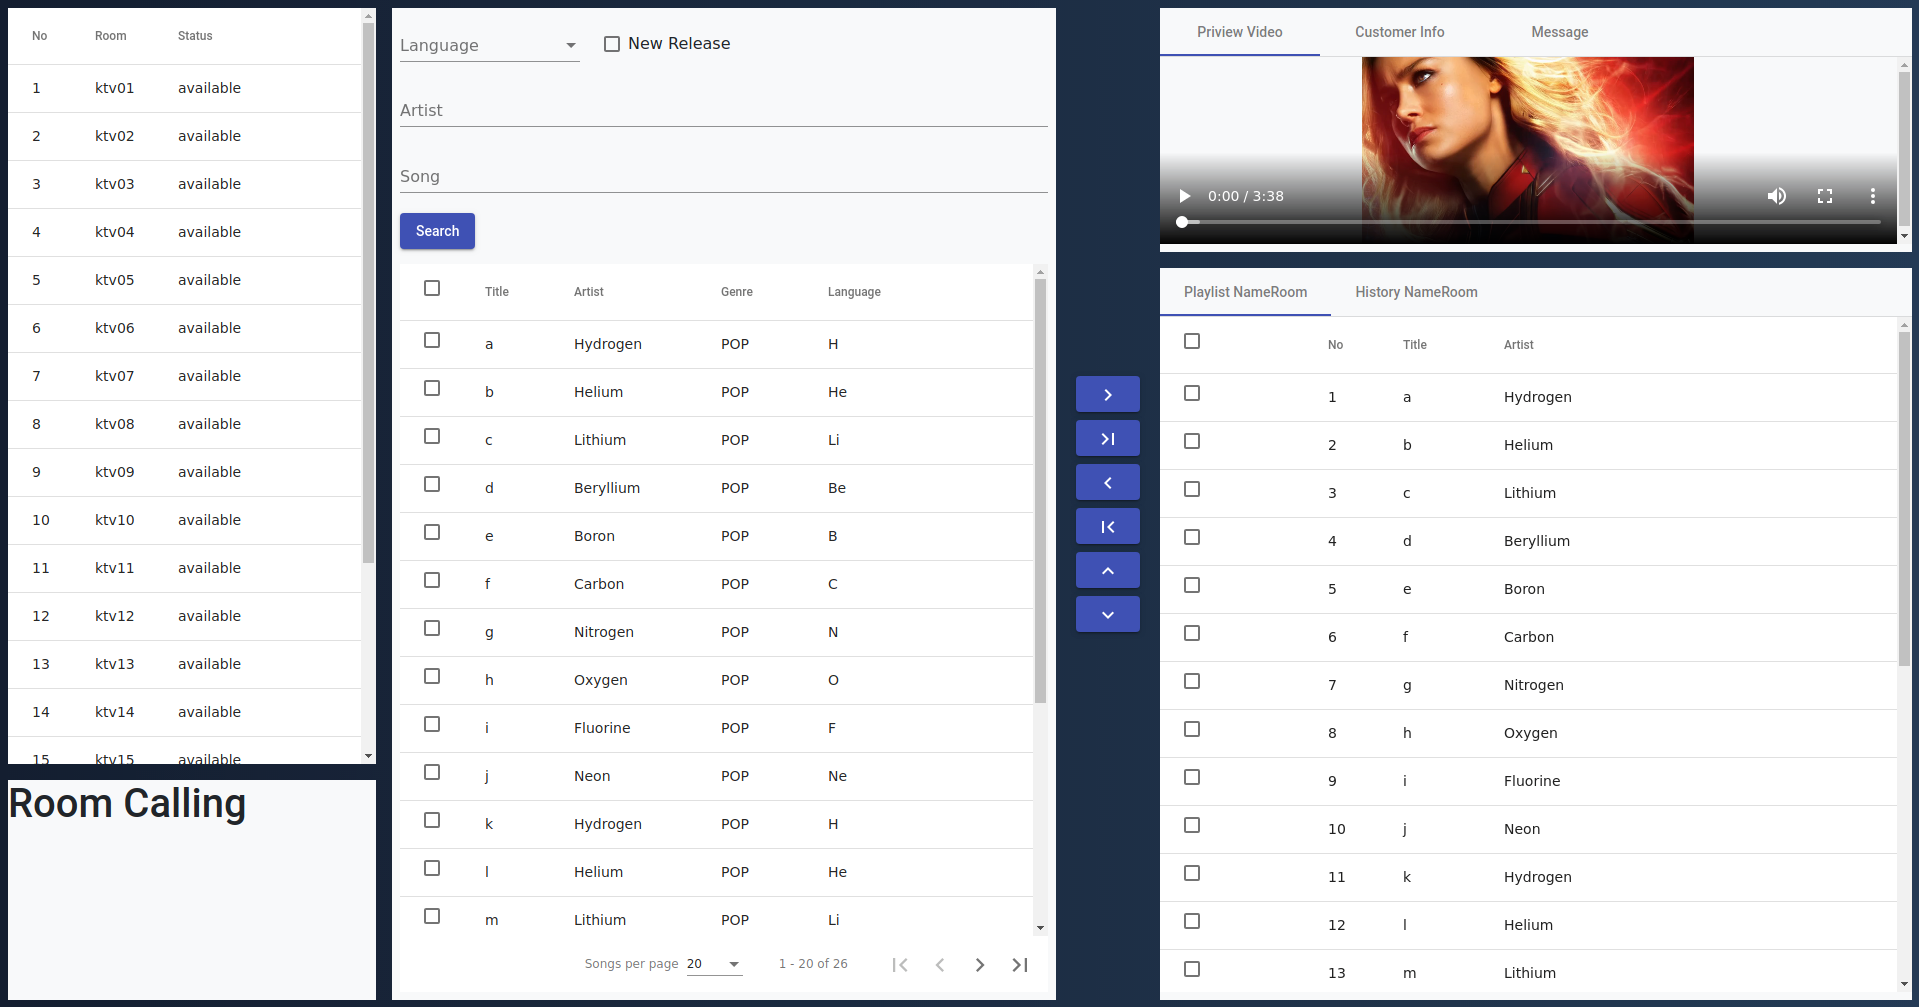 No Room Status
1 ktv01 available
2 ktv02 available
3 ktv03 available
4 ktv04 available
5 ktv05 available
6 ktv06 available
7 ktv07 available
8 ktv08 available
9 ktv09 available
10 ktv10 available
11 ktv11 available
12 ktv12 available
13 ktv13 available
14 ktv14 available
15 ktv15 available
Room Calling
Language New Release
Artist
Song
Search
Title Artist Genre Language
a Hydrogen POP H
b Helium POP He
c Lithium POP Li
d Beryllium POP Be
e Boron POP B
f Carbon POP C
g Nitrogen POP N
h Oxygen POP O
i Fluorine POP F
j Neon POP Ne
k Hydrogen POP H
l Helium POP He
m Lithium POP Li
Songs per page 20 1 - 20 of 26
Priview Video Customer Info Message
0:00 / 3:38
Playlist NameRoom History NameRoom
No Title Artist
1 a Hydrogen
2 b Helium
3 c Lithium
4 d Beryllium
5 e Boron
6 f Carbon
7 g Nitrogen
8 h Oxygen
9 i Fluorine
10 j Neon
11 k Hydrogen
12 l Helium
13 m Lithium